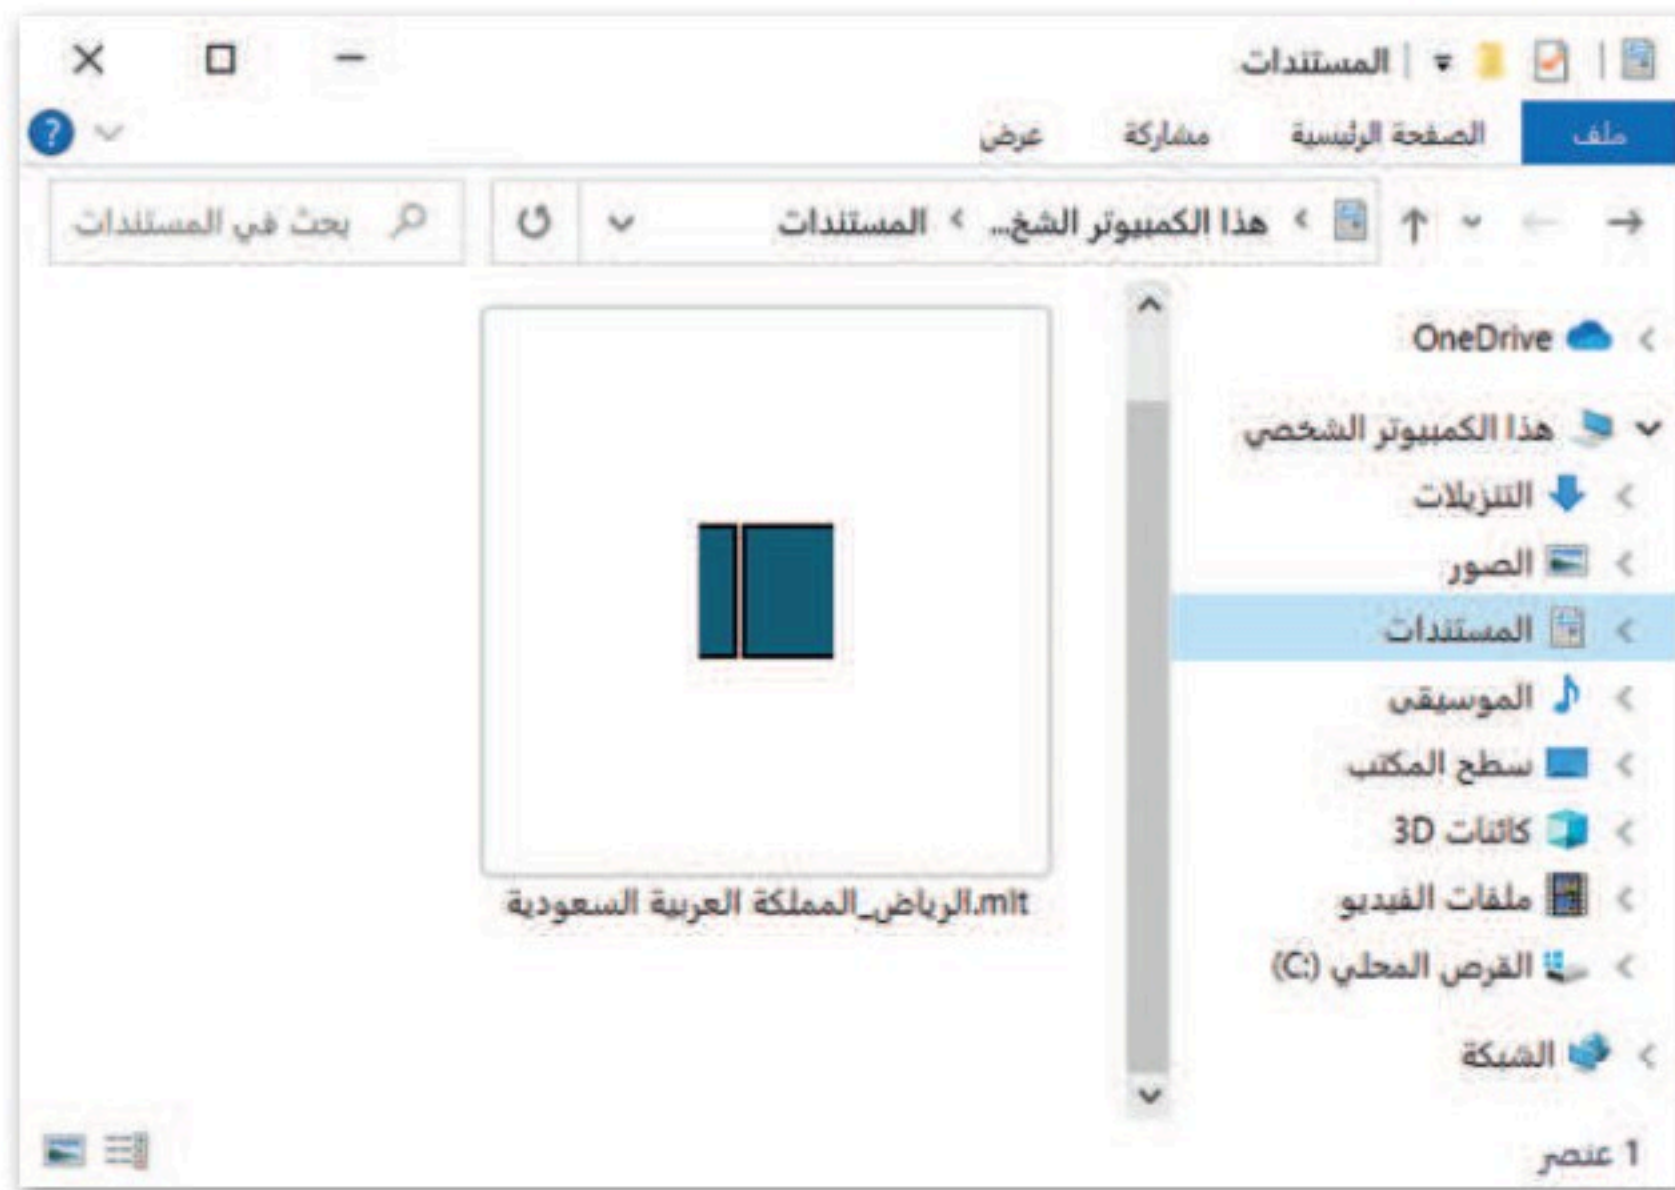 المستندات
ملف الصفحة الرئيسية مشاركة عرض ?
هذا الكمبيوتر الشخ... المستندات
بحث في المستندات
OneDrive
هذا الكمبيوتر الشخصي
التنزيلات
الصور
المستندات
الموسيقى
سطح المكتب
كائنات 3D
ملفات الفيديو
القرص المحلي (C:)
الشبكة
الرياض_المملكة العربية السعودية.mlt
1 عنصر